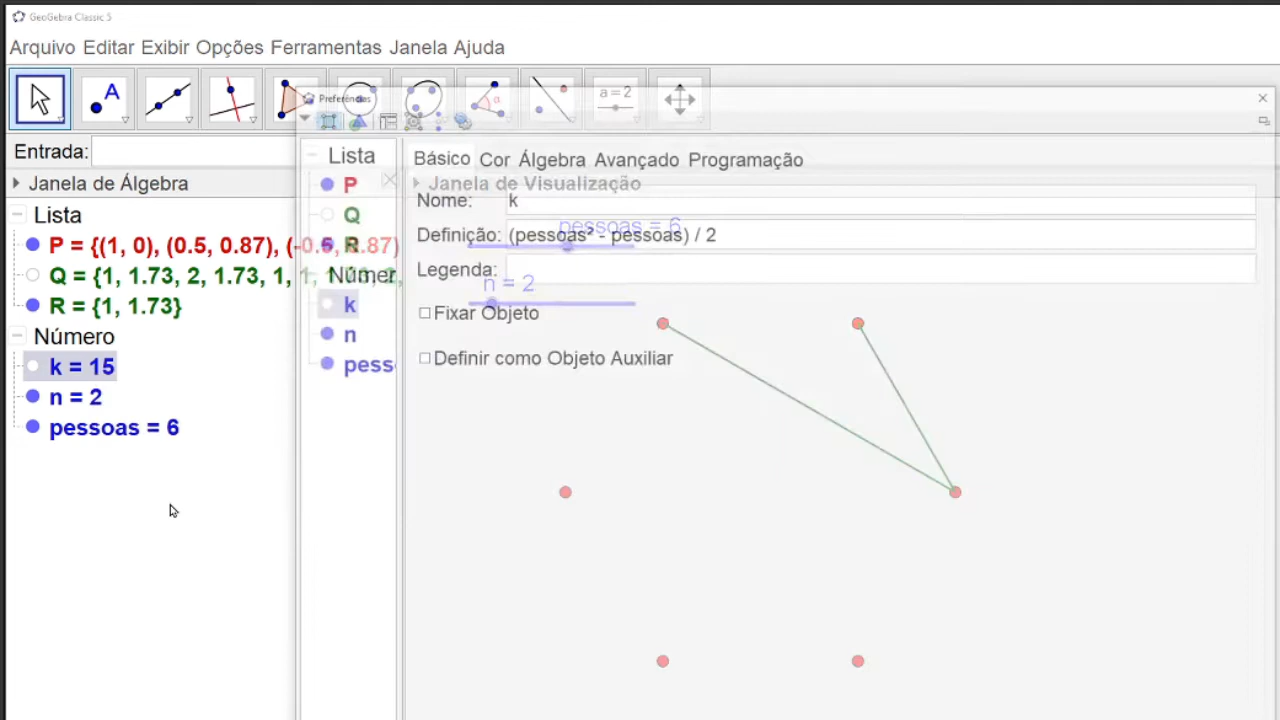 GeoGebra Classic 5
Arquivo Editar Exibir Opções Ferramentas Janela Ajuda
A
α
a = 2
Preferências
Entrada:
Janela de Álgebra
Lista
P = {(1, 0), (0.5, 0.87), (-0.5, 0.87)
Q = {1, 1.73, 2, 1.73, 1, 1,
R = {1, 1.73}
Número
k = 15
n = 2
pessoas = 6
Lista
P
Q
R
Número
k
n
pess
Básico Cor Álgebra Avançado Programação
Janela de Visualização
Nome: k
pessoas = 6
Definição: (pessoas² - pessoas) / 2
Legenda:
n = 2
Fixar Objeto
Definir como Objeto Auxiliar